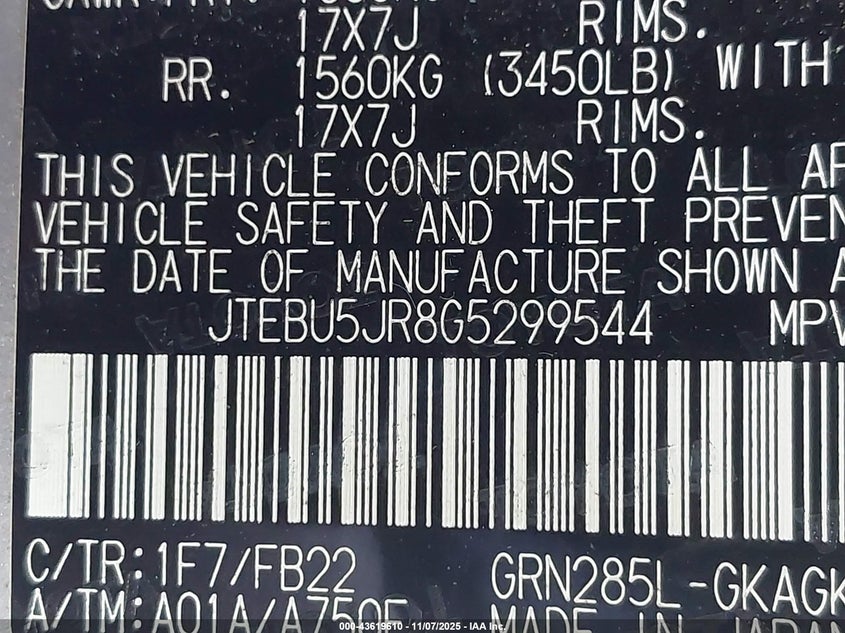 17X7J RIMS.
RR. 1560KG (3450LB) WITH
17X7J RIMS.
THIS VEHICLE CONFORMS TO ALL
VEHICLE SAFETY AND THEFT PREVEN
THE DATE OF MANUFACTURE SHOWN A
JTEBU5JR8G5299544 MPV
C/TR:1F7/FB22 GRN285L-GKAGK
A/TM:A01A/A750F MADE IN JAPAN
000-43619610 - 11/07/2025 - IAA Inc.